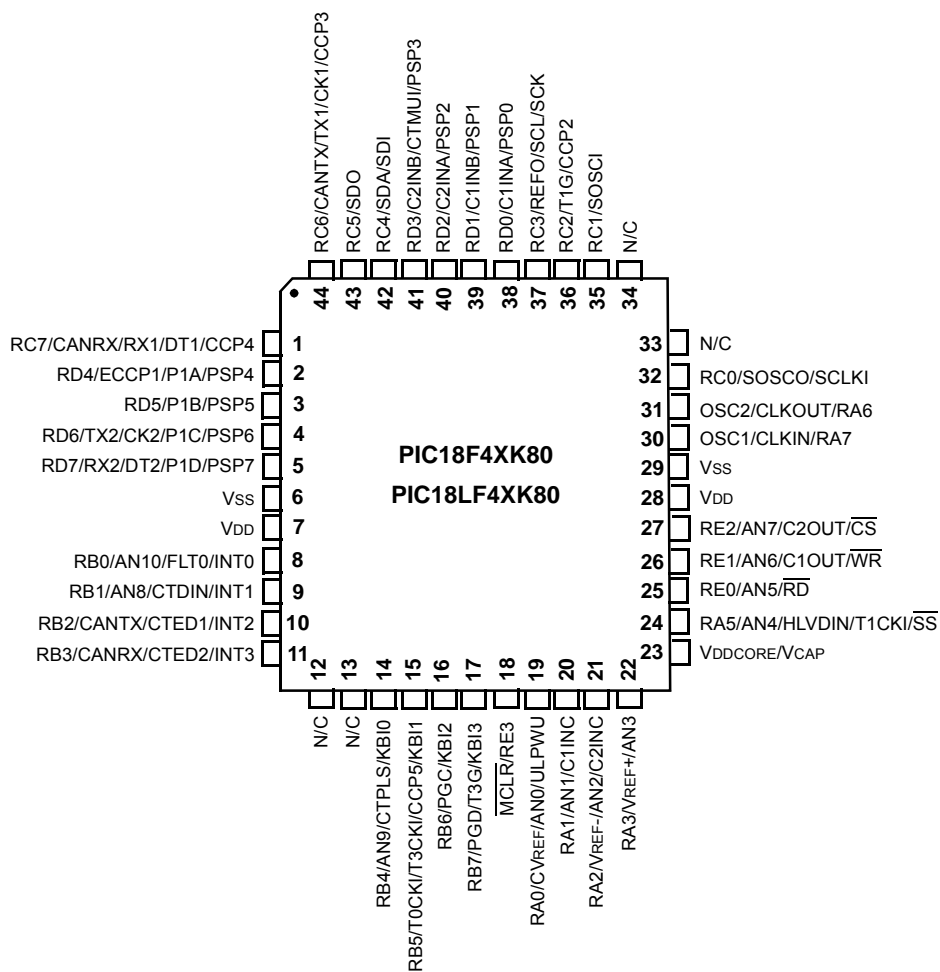 RC6/CANTX/TX1/CK1/CCP3
RC5/SDO
RC4/SDA/SDI
RD3/C2INB/CTMUI/PSP3
RD2/C2INA/PSP2
RD1/C1INB/PSP1
RD0/C1INA/PSP0
RC3/REFO/SCL/SCK
RC2/T1G/CCP2
RC1/SOSCI
N/C
44
43
42
41
40
39
38
37
36
35
34
RC7/CANRX/RX1/DT1/CCP4 1
RD4/ECCP1/P1A/PSP4 2
RD5/P1B/PSP5 3
RD6/TX2/CK2/P1C/PSP6 4
RD7/RX2/DT2/P1D/PSP7 5
VSS 6
VDD 7
RB0/AN10/FLT0/INT0 8
RB1/AN8/CTDIN/INT1 9
RB2/CANTX/CTED1/INT2 10
RB3/CANRX/CTED2/INT3 11
PIC18F4XK80
PIC18LF4XK80
33 N/C
32 RC0/SOSCO/SCLKI
31 OSC2/CLKOUT/RA6
30 OSC1/CLKIN/RA7
29 VSS
28 VDD
27 RE2/AN7/C2OUT/C̅S̅
26 RE1/AN6/C1OUT/W̅R̅
25 RE0/AN5/R̅D̅
24 RA5/AN4/HLVDIN/T1CKI/S̅S̅
23 VDDCORE/VCAP
12
13
14
15
16
17
18
19
20
21
22
N/C
N/C
RB4/AN9/CTPLS/KBI0
RB5/T0CKI/T3CKI/CCP5/KBI1
RB6/PGC/KBI2
RB7/PGD/T3G/KBI3
M̅C̅L̅R̅/RE3
RA0/CVREF/AN0/ULPWU
RA1/AN1/C1INC
RA2/VREF-/AN2/C2INC
RA3/VREF+/AN3